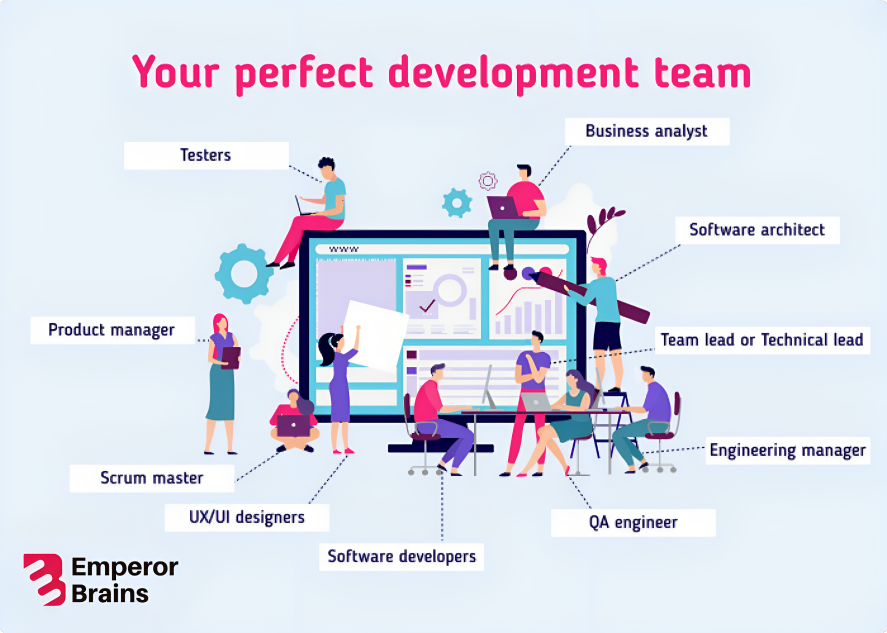 Your perfect development team
Business analyst
Testers
Software architect
www
Product manager
Team lead or Technical lead
Engineering manager
Scrum master
UX/UI designers
QA engineer
Software developers
Emperor
Brains